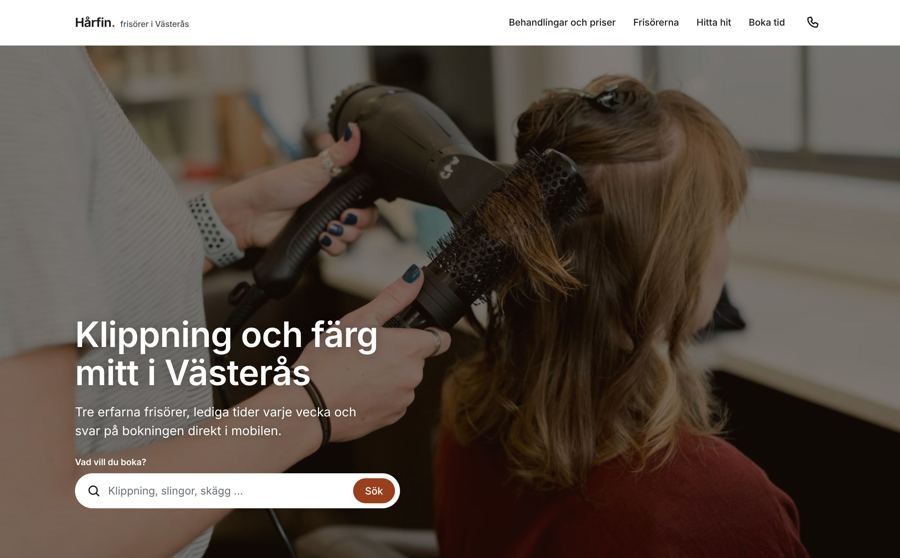 Hårfin. frisörer i Västerås
Behandlingar och priser
Frisörerna
Hitta hit
Boka tid
Klippning och färg
mitt i Västerås
Tre erfarna frisörer, lediga tider varje vecka och
svar på bokningen direkt i mobilen.
Vad vill du boka?
Klippning, slingor, skägg ...
Sök